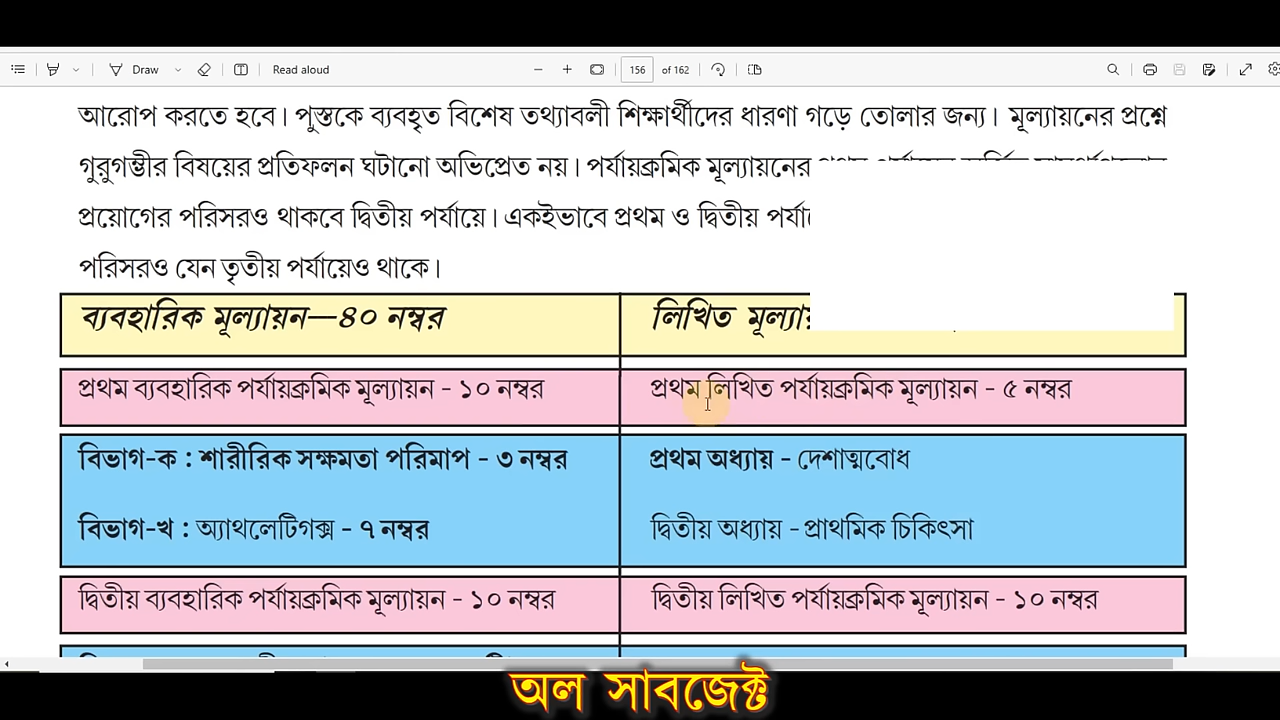 Draw
Read aloud
156 of 162
আরোপ করতে হবে। পুস্তকে ব্যবহৃত বিশেষ তথ্যাবলী শিক্ষার্থীদের ধারণা গড়ে তোলার জন্য। মূল্যায়নের প্রশ্নে
গুরুগম্ভীর বিষয়ের প্রতিফলন ঘটানো অভিপ্রেত নয়। পর্যায়ক্রমিক মূল্যায়নের
প্রয়োগের পরিসরও থাকবে দ্বিতীয় পর্যায়ে। একইভাবে প্রথম ও দ্বিতীয়
পরিসরও যেন তৃতীয় পর্যায়েও থাকে।
ব্যবহারিক মূল্যায়ন—৪০ নম্বর
লিখিত
প্রথম ব্যবহারিক পর্যায়ক্রমিক মূল্যায়ন - ১০ নম্বর
প্রথম লিখিত পর্যায়ক্রমিক মূল্যায়ন - ৫ নম্বর
বিভাগ-ক : শারীরিক সক্ষমতা পরিমাপ - ৩ নম্বর
প্রথম অধ্যায় - দেশাত্মবোধ
বিভাগ-খ : অ্যাথলেটিগক্স - ৭ নম্বর
দ্বিতীয় অধ্যায় - প্রাথমিক চিকিৎসা
দ্বিতীয় ব্যবহারিক পর্যায়ক্রমিক মূল্যায়ন - ১০ নম্বর
দ্বিতীয় লিখিত পর্যায়ক্রমিক মূল্যায়ন - ১০ নম্বর
অল সাবজেক্ট